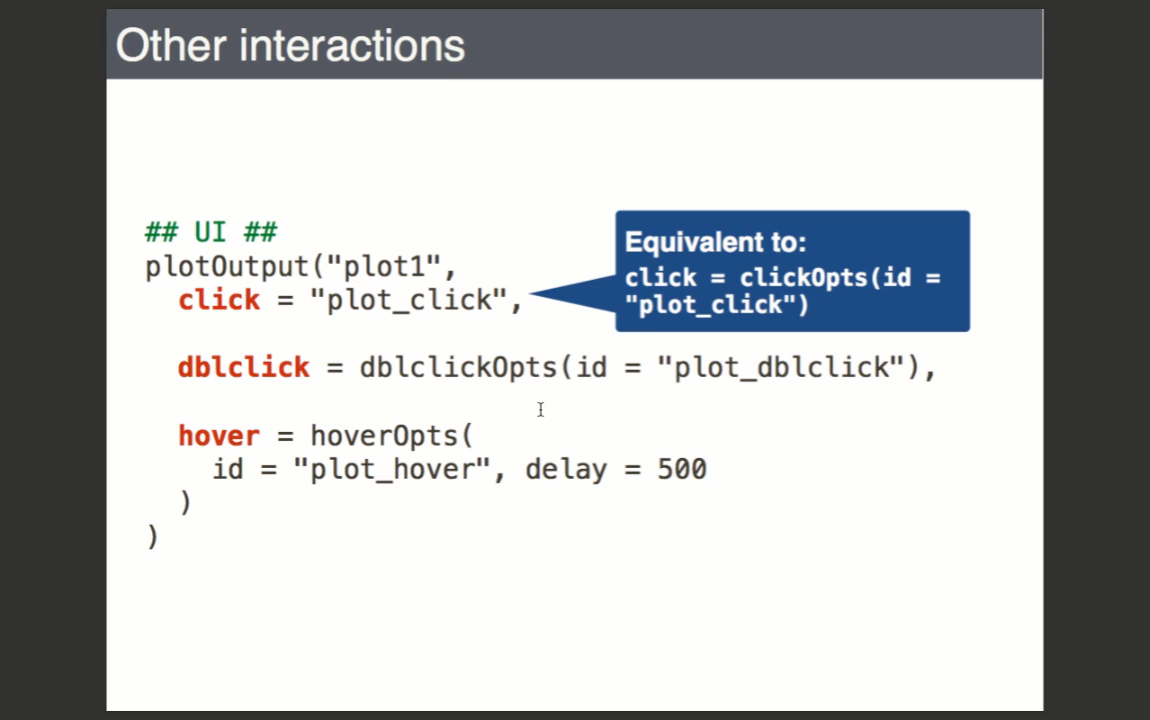 Other interactions
## UI ##
plotOutput("plot1",
click = "plot_click",
Equivalent to:
click = clickOpts(id =
"plot_click")
dblclick = dblclickOpts(id = "plot_dblclick"),
hover = hoverOpts(
id = "plot_hover", delay = 500
)
)